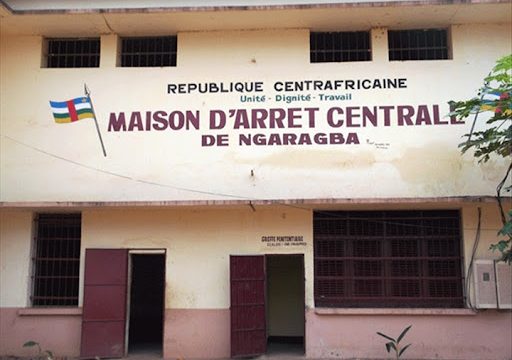 REPUBLIQUE CENTRAFRICAINE
Unité - Dignité - Travail
MAISON D'ARRET CENTRALE
DE NGARAGBA
GREFFE PENITENTIAIRE